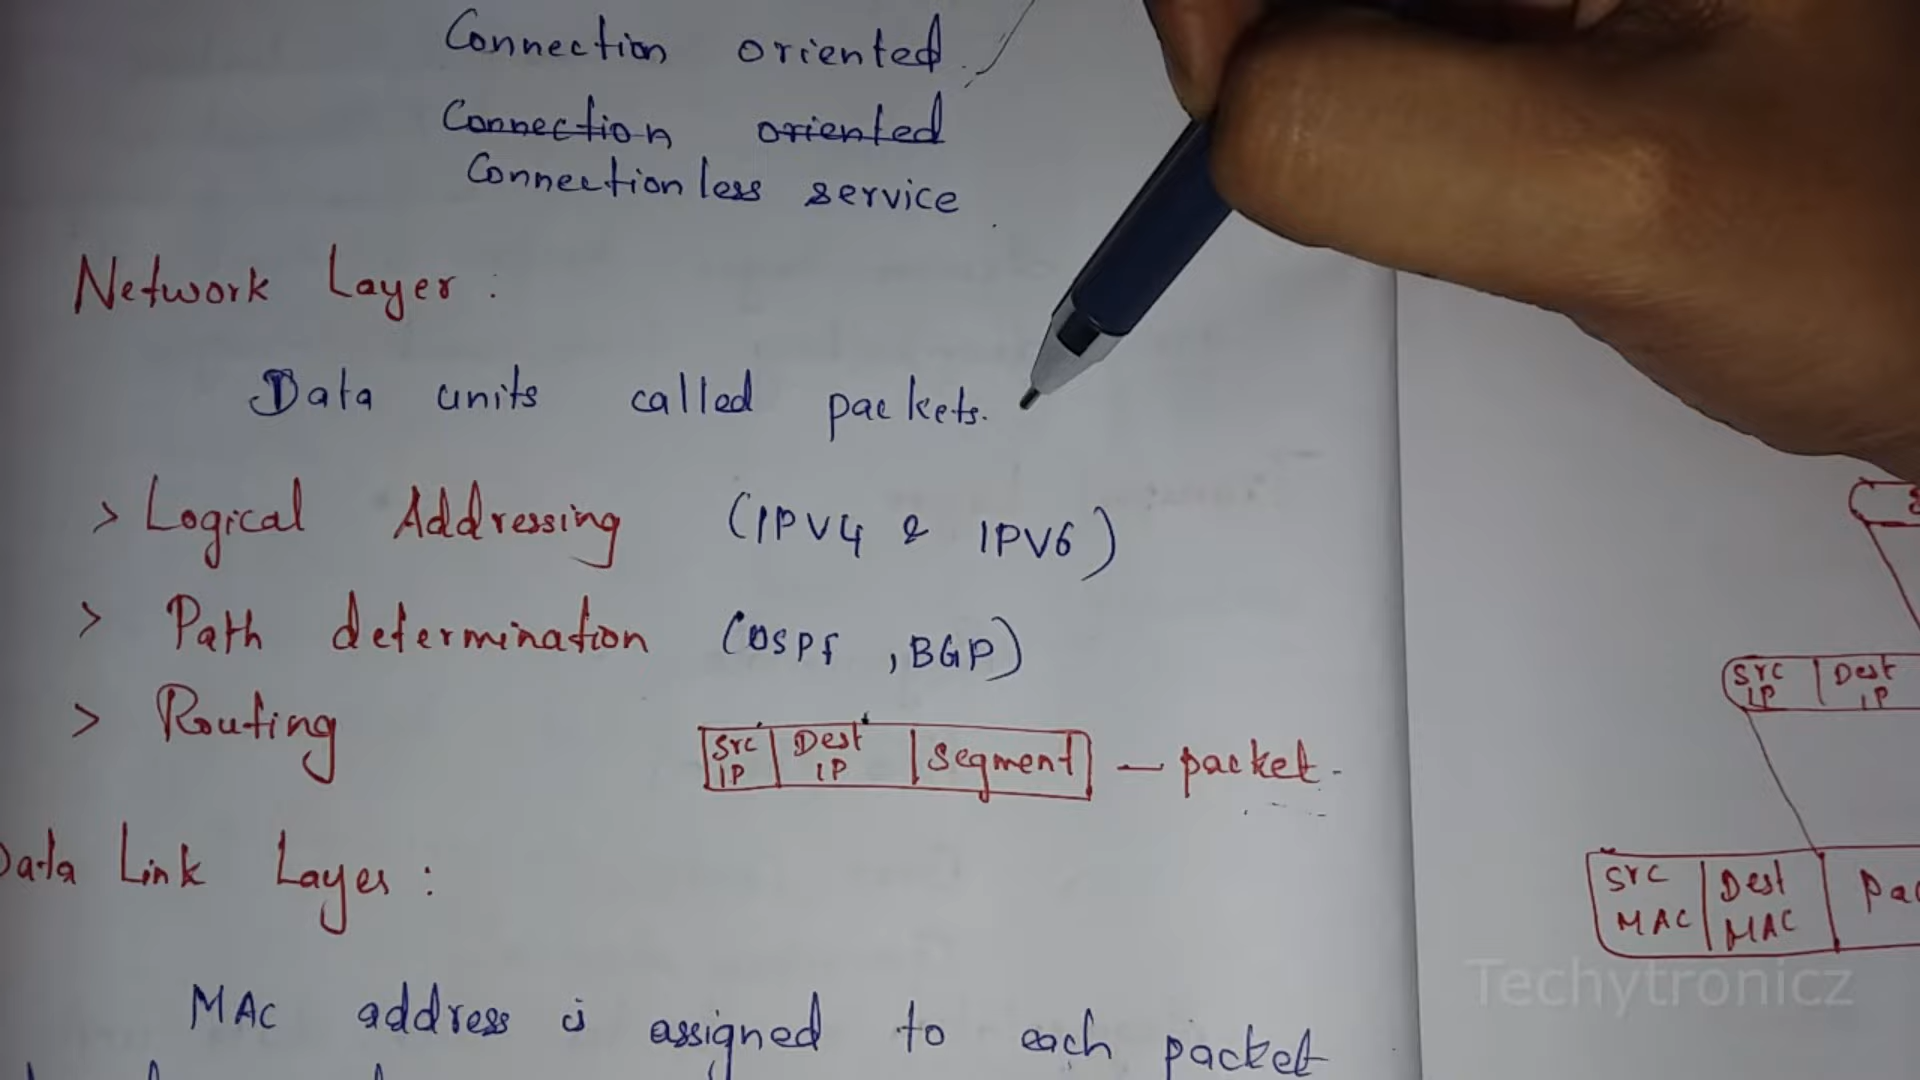 Connection oriented
Connection oriented
Connectionless service
Network Layer :
Data units called packets.
> Logical Addressing (IPV4 & IPV6)
> Path determination (OSPf , BGP)
> Routing
Src IP | Dest IP | Segment — packet.
Data Link Layer :
MAC address is assigned to each packet
Src IP | Dest IP
Src MAC | Dest MAC
Techytronicz